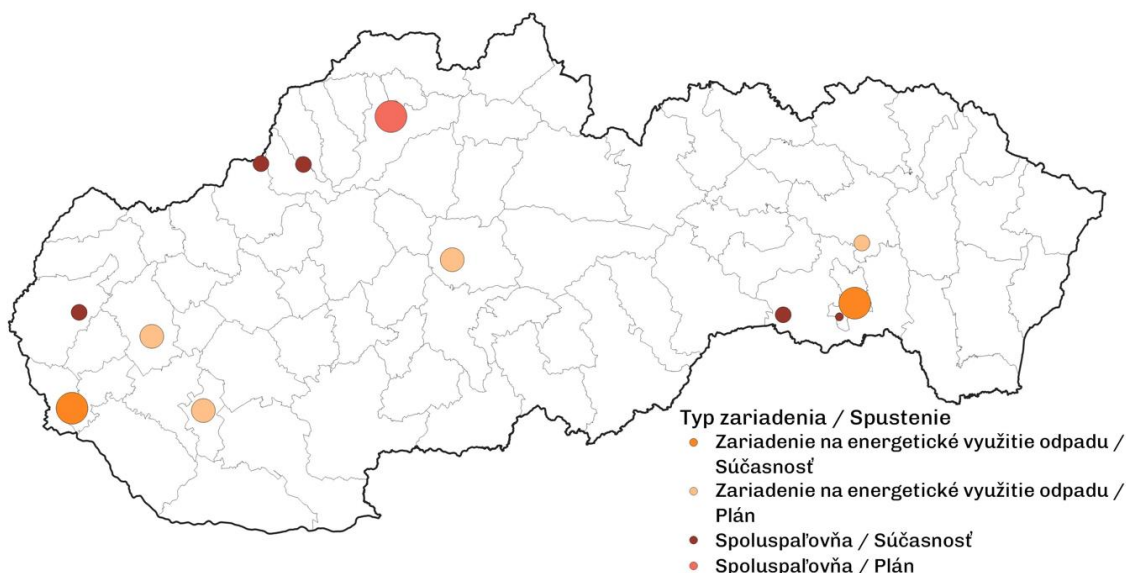 Typ zariadenia / Spustenie
Zariadenie na energetické využitie odpadu /
Súčasnosť
Zariadenie na energetické využitie odpadu /
Plán
Spoluspaľovňa / Súčasnosť
Spoluspaľovňa / Plán